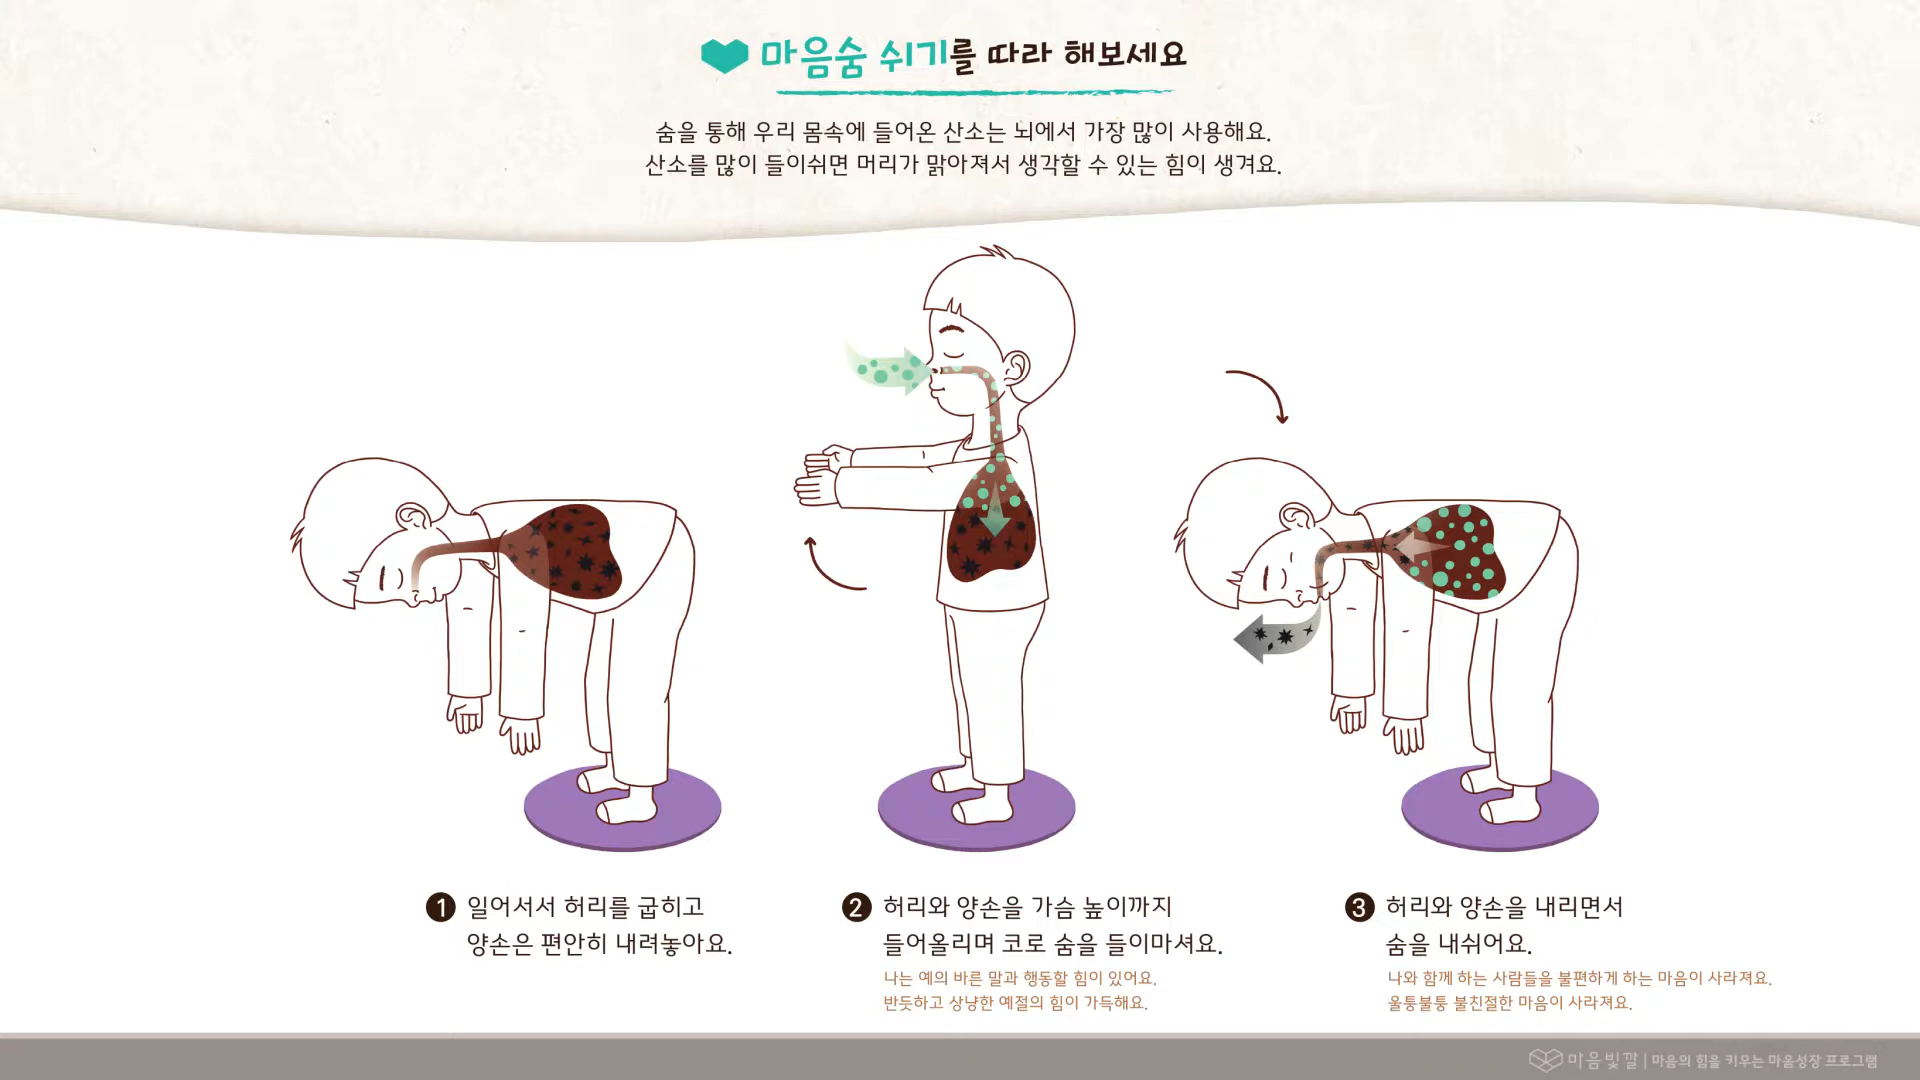 마음숨 쉬기를 따라 해보세요
숨을 통해 우리 몸속에 들어온 산소는 뇌에서 가장 많이 사용해요.
산소를 많이 들이쉬면 머리가 맑아져서 생각할 수 있는 힘이 생겨요.
1 일어서서 허리를 굽히고
양손은 편안히 내려놓아요.
2 허리와 양손을 가슴 높이까지
들어올리며 코로 숨을 들이마셔요.
나는 예의 바른 말과 행동할 힘이 있어요.
반듯하고 상냥한 예절의 힘이 가득해요.
3 허리와 양손을 내리면서
숨을 내쉬어요.
나와 함께 하는 사람들을 불편하게 하는 마음이 사라져요.
울퉁불퉁 불친절한 마음이 사라져요.
마음빛깔 | 마음의 힘을 키우는 마음성장 프로그램